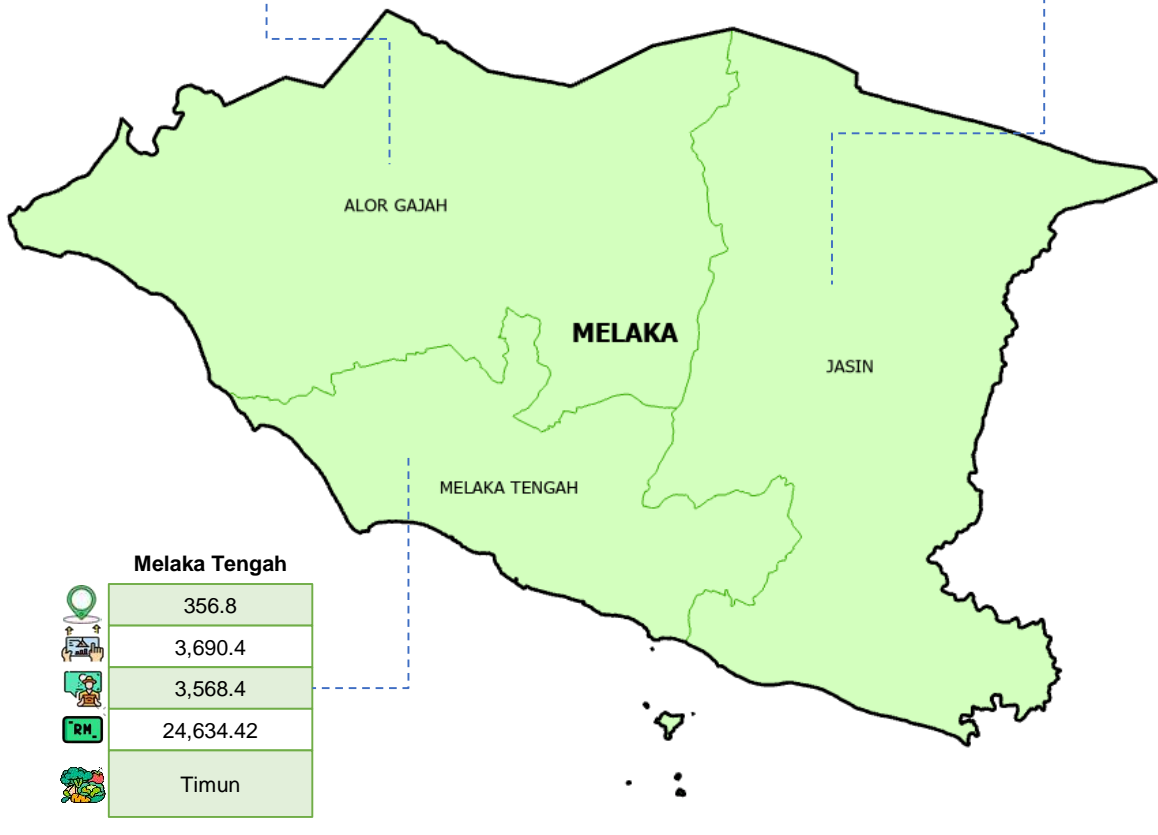 ALOR GAJAH
MELAKA
JASIN
MELAKA TENGAH
Melaka Tengah
356.8
3,690.4
3,568.4
RM
24,634.42
Timun